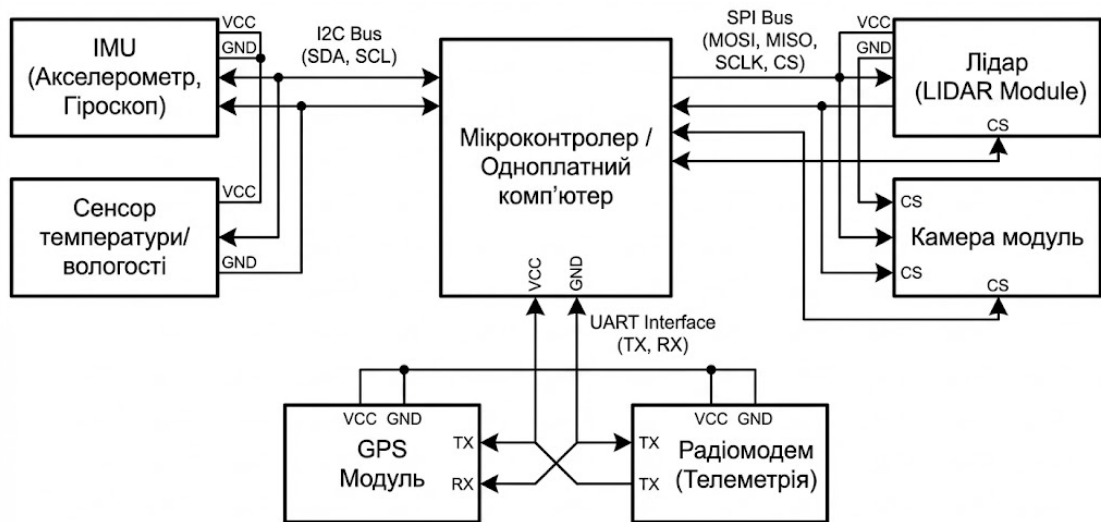 VCC
GND
IMU
(Акселерометр,
Гіроскоп)
I2C Bus
(SDA, SCL)
VCC
Сенсор
температури/
вологості
GND
Мікроконтролер /
Одноплатний
комп'ютер
VCC
GND
SPI Bus
(MOSI, MISO,
SCLK, CS)
VCC
GND
Лідар
(LIDAR Module)
CS
CS
Камера модуль
CS
CS
UART Interface
(TX, RX)
VCC GND
GPS
Модуль
TX
RX
VCC GND
TX
Радіомодем
(Телеметрія)
TX